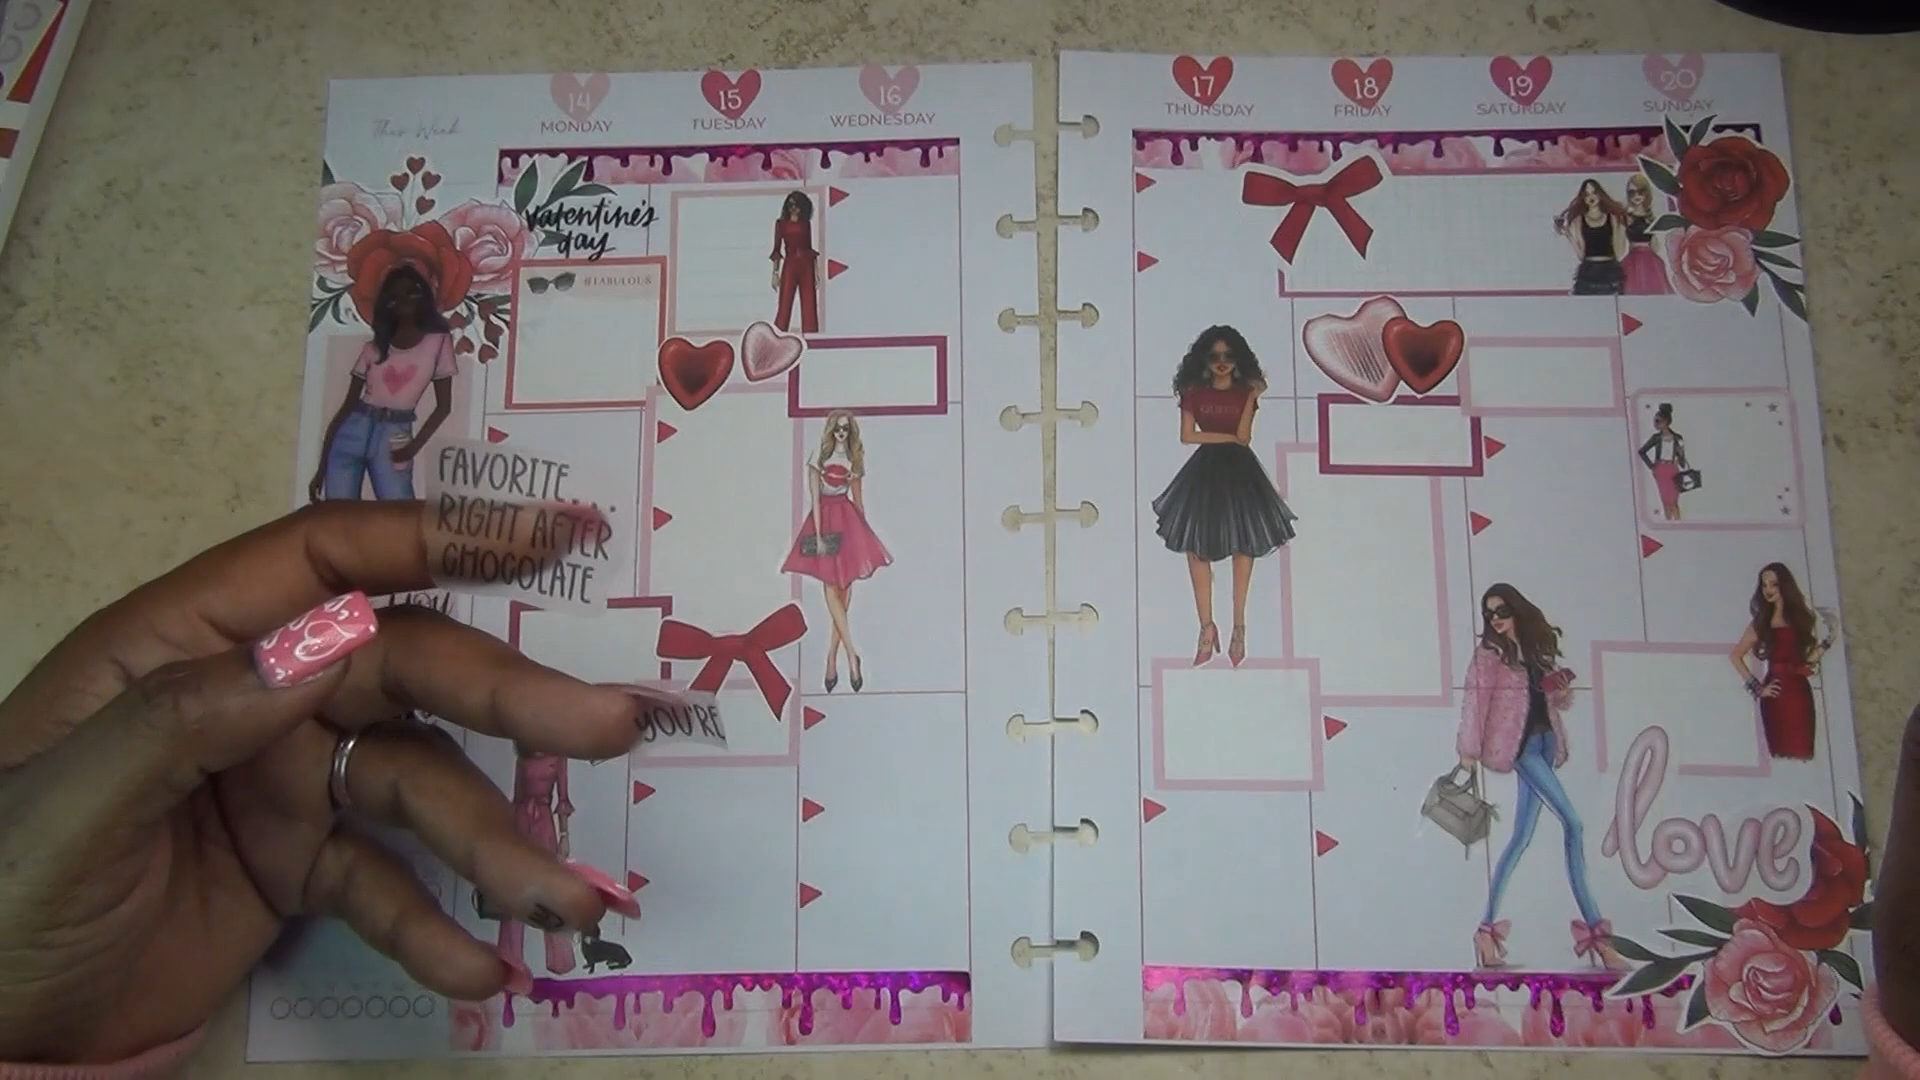 This Week
14
MONDAY
15
TUESDAY
16
WEDNESDAY
17
THURSDAY
18
FRIDAY
19
SATURDAY
20
SUNDAY
Valentine's
day
#FABULOUS
FAVORITE...
RIGHT AFTER
CHOCOLATE
you
YOU'RE
love